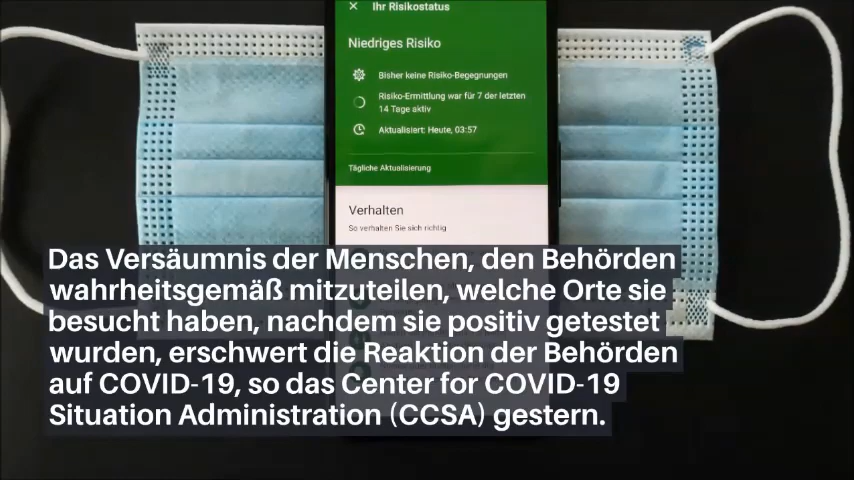 Ihr Risikostatus
Niedriges Risiko
Bisher keine Risiko-Begegnungen
Risiko-Ermittlung war für 7 der letzten
14 Tage aktiv
Aktualisiert: Heute, 03:57
Tägliche Aktualisierung
Verhalten
So verhalten Sie sich richtig
Das Versäumnis der Menschen, den Behörden
wahrheitsgemäß mitzuteilen, welche Orte sie
besucht haben, nachdem sie positiv getestet
wurden, erschwert die Reaktion der Behörden
auf COVID-19, so das Center for COVID-19
Situation Administration (CCSA) gestern.